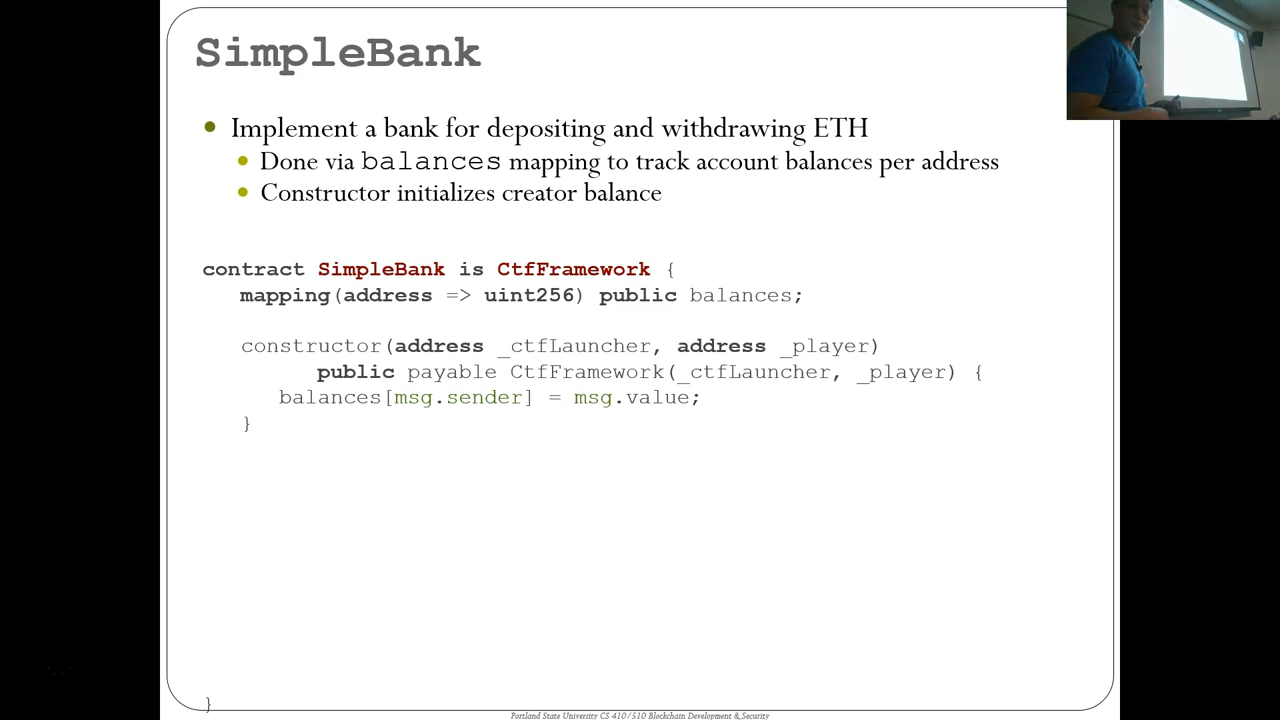 SimpleBank
Implement a bank for depositing and withdrawing ETH
Done via balances mapping to track account balances per address
Constructor initializes creator balance
contract SimpleBank is CtfFramework {
mapping(address => uint256) public balances;
constructor(address _ctfLauncher, address _player)
public payable CtfFramework(_ctfLauncher, _player) {
balances[msg.sender] = msg.value;
}
}
Portland State University CS 410/510 Blockchain Development & Security